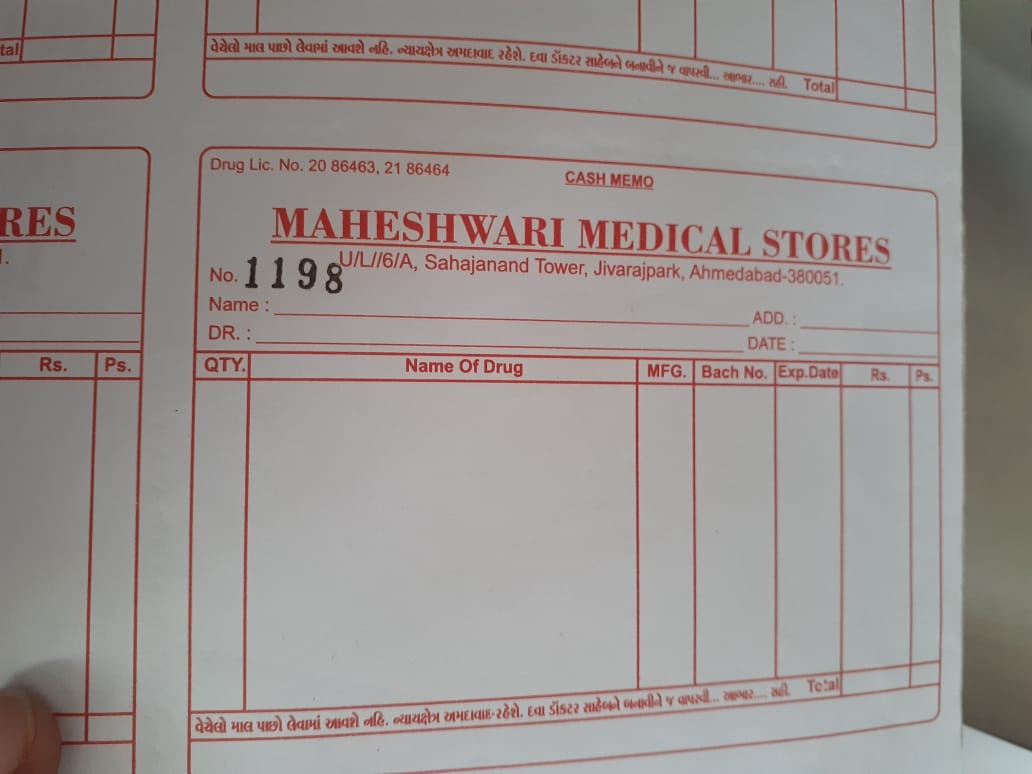 tal
વેચેલો માલ પાછો લેવામાં આવશે નહિ. ન્યાયક્ષેત્ર અમદાવાદ રહેશે. દવા ડૉકટર સાહેબને બતાવીને જ વાપરવી... આભાર.... સહી. Total
Drug Lic. No. 20 86463, 21 86464
CASH MEMO
RES
MAHESHWARI MEDICAL STORES
U/L//6/A, Sahajanand Tower, Jivarajpark, Ahmedabad-380051.
No. 1198
Name :
ADD. :
DR. :
DATE :
Rs. Ps.
QTY. Name Of Drug MFG. Bach No. Exp.Date Rs. Ps.
વેચેલો માલ પાછો લેવામાં આવશે નહિ. ન્યાયક્ષેત્ર અમદાવાદ રહેશે. દવા ડૉકટર સાહેબને બતાવીને જ વાપરવી... આભાર.... સહી. Total